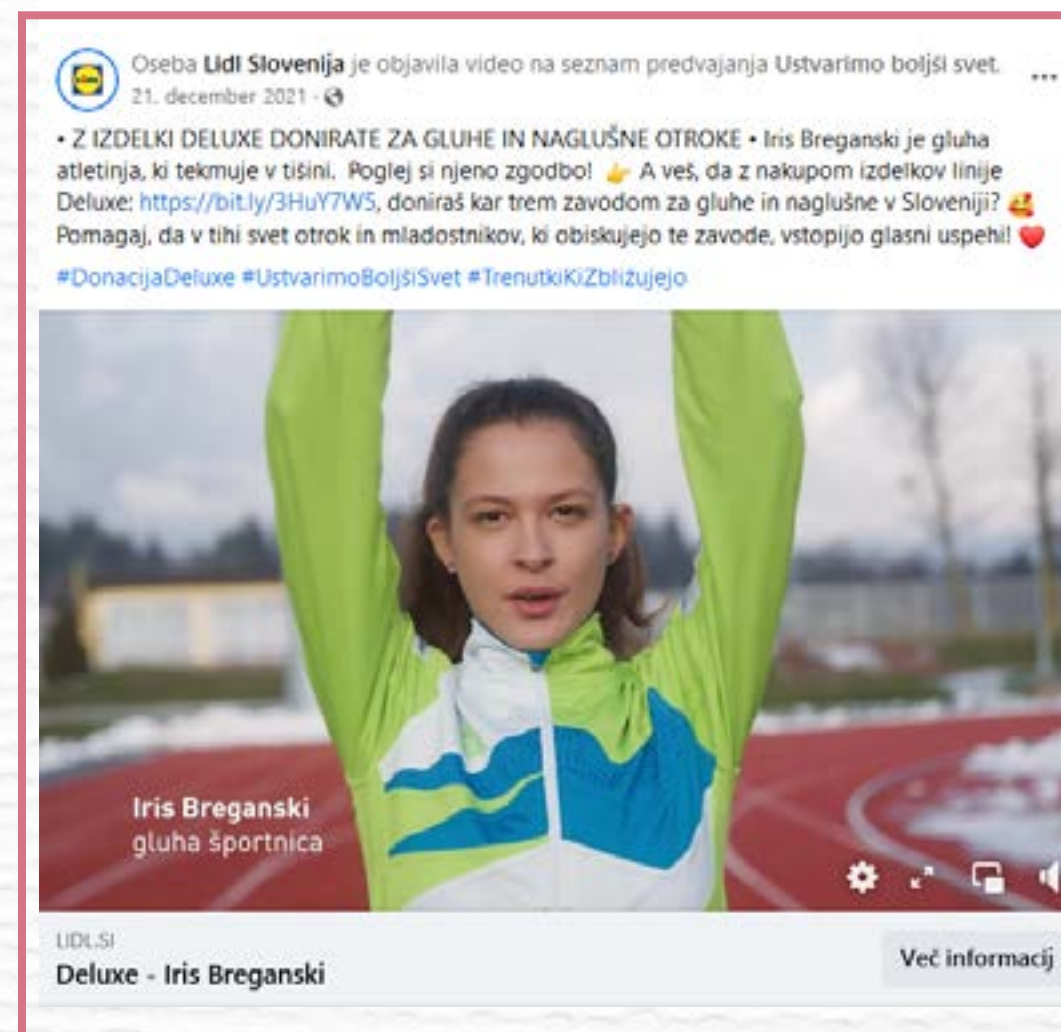 Oseba Lidl Slovenija je objavila video na seznam predvajanja Ustvarimo boljši svet.
21. december 2021 ·
• Z IZDELKI DELUXE DONIRATE ZA GLUHE IN NAGLUŠNE OTROKE • Iris Breganski je gluha
atletinja, ki tekmuje v tišini. Poglej si njeno zgodbo! 👉 A veš, da z nakupom izdelkov linije
Deluxe: https://bit.ly/3HuY7W5, doniraš kar trem zavodom za gluhe in naglušne v Sloveniji? 🥰
Pomagaj, da v tihi svet otrok in mladostnikov, ki obiskujejo te zavode, vstopijo glasni uspehi! ❤️
#DonacijaDeluxe #UstvarimoBoljšiSvet #TrenutkiKiZbližujejo
Iris Breganski
gluha športnica
LIDL.SI
Deluxe - Iris Breganski
Več informacij